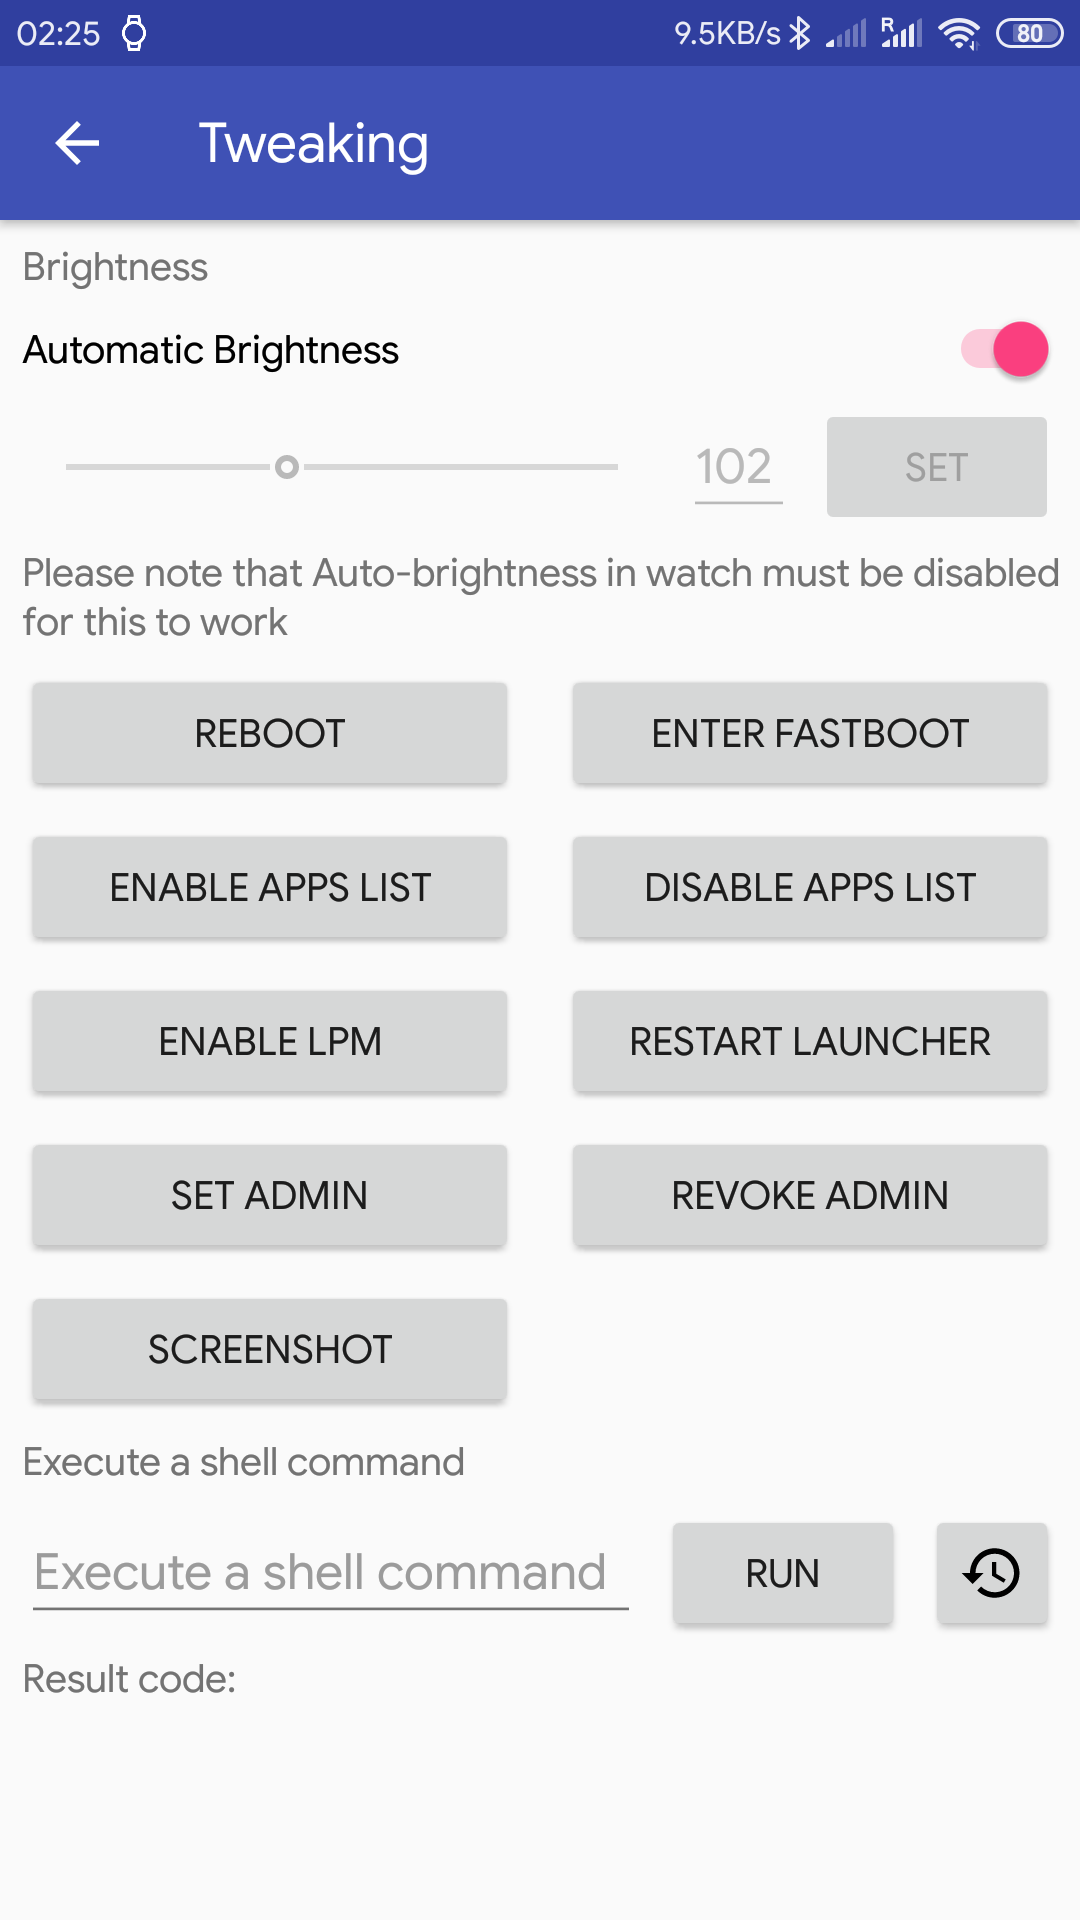 02:25 9.5KB/s R 80
Tweaking
Brightness
Automatic Brightness
102 SET
Please note that Auto-brightness in watch must be disabled
for this to work
REBOOT ENTER FASTBOOT
ENABLE APPS LIST DISABLE APPS LIST
ENABLE LPM RESTART LAUNCHER
SET ADMIN REVOKE ADMIN
SCREENSHOT
Execute a shell command
Execute a shell command RUN
Result code: